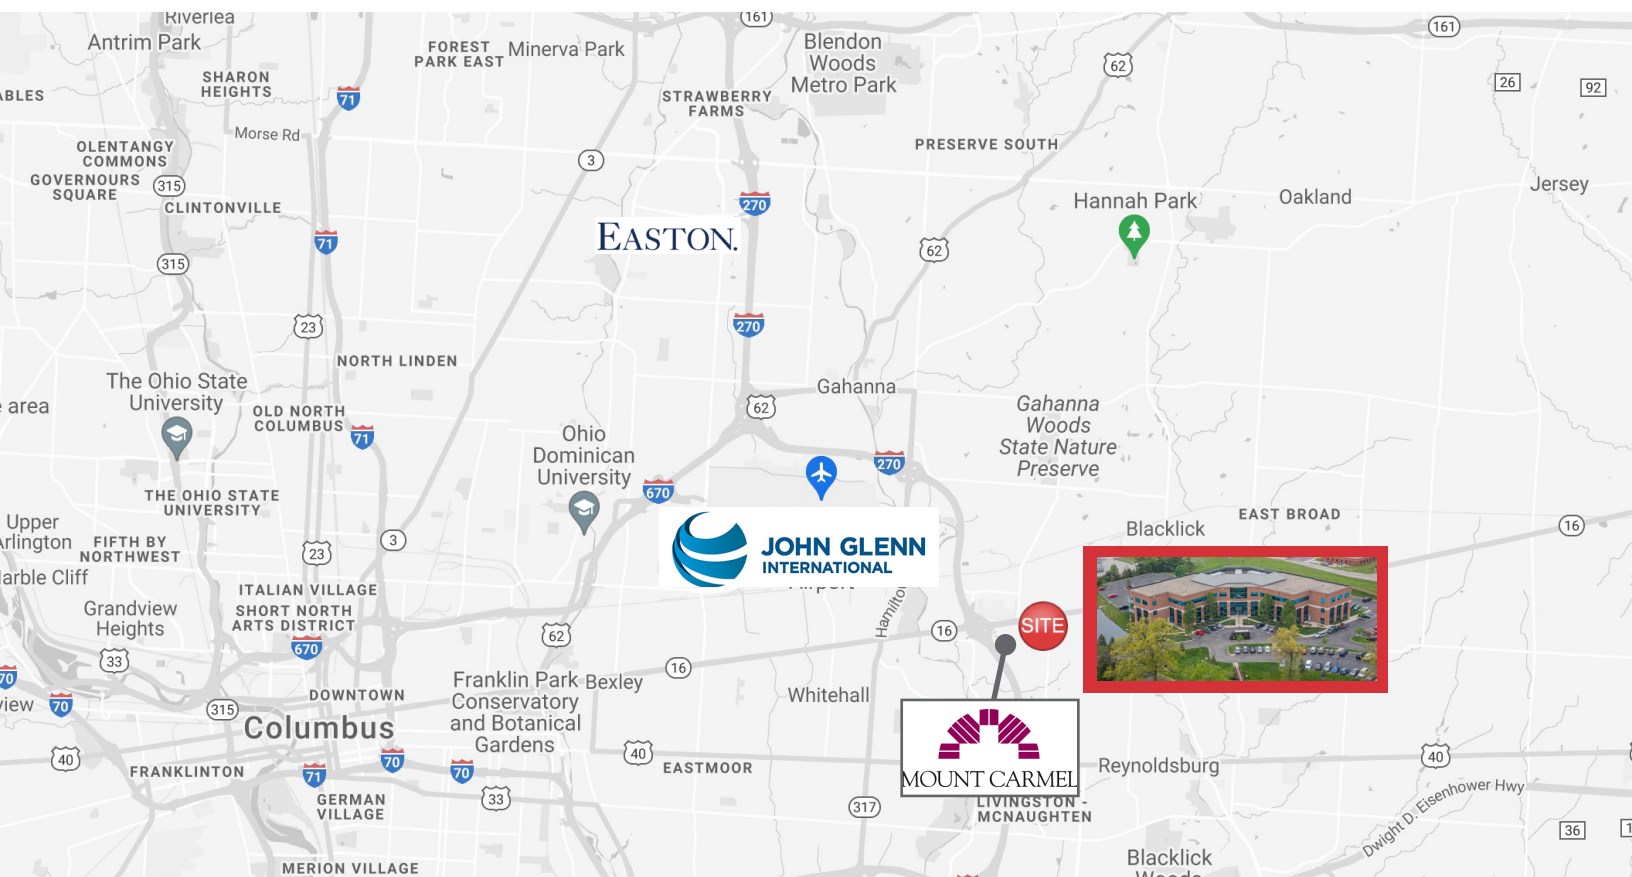 Riverlea
161
161
Antrim Park
FOREST
PARK EAST
Minerva Park
Blendon
Woods
Metro Park
62
SHARON
HEIGHTS
71
STRAWBERRY
FARMS
26
92
Morse Rd
OLENTANGY
COMMONS
PRESERVE SOUTH
3
GOVERNOURS
SQUARE
315
CLINTONVILLE
270
Hannah Park
Oakland
Jersey
71
EASTON.
62
315
23
270
NORTH LINDEN
The Ohio State
University
Gahanna
area
OLD NORTH
COLUMBUS
71
62
Gahanna
Woods
State Nature
Preserve
Ohio
Dominican
University
270
670
THE OHIO STATE
UNIVERSITY
Upper
Arlington
FIFTH BY
NORTHWEST
3
23
JOHN GLENN
INTERNATIONAL
Airport
Blacklick
EAST BROAD
16
Marble Cliff
ITALIAN VILLAGE
Grandview
Heights
SHORT NORTH
ARTS DISTRICT
670
62
Hamilton
16
SITE
33
70
70
16
Franklin Park
Conservatory
and Botanical
Gardens
Bexley
Whitehall
DOWNTOWN
315
view
Columbus
40
FRANKLINTON
71
70
70
40
EASTMOOR
MOUNT CARMEL
Reynoldsburg
40
GERMAN
VILLAGE
33
317
LIVINGSTON -
MCNAUGHTEN
Dwight D. Eisenhower Hwy
36
1
MERION VILLAGE
Blacklick
Woods